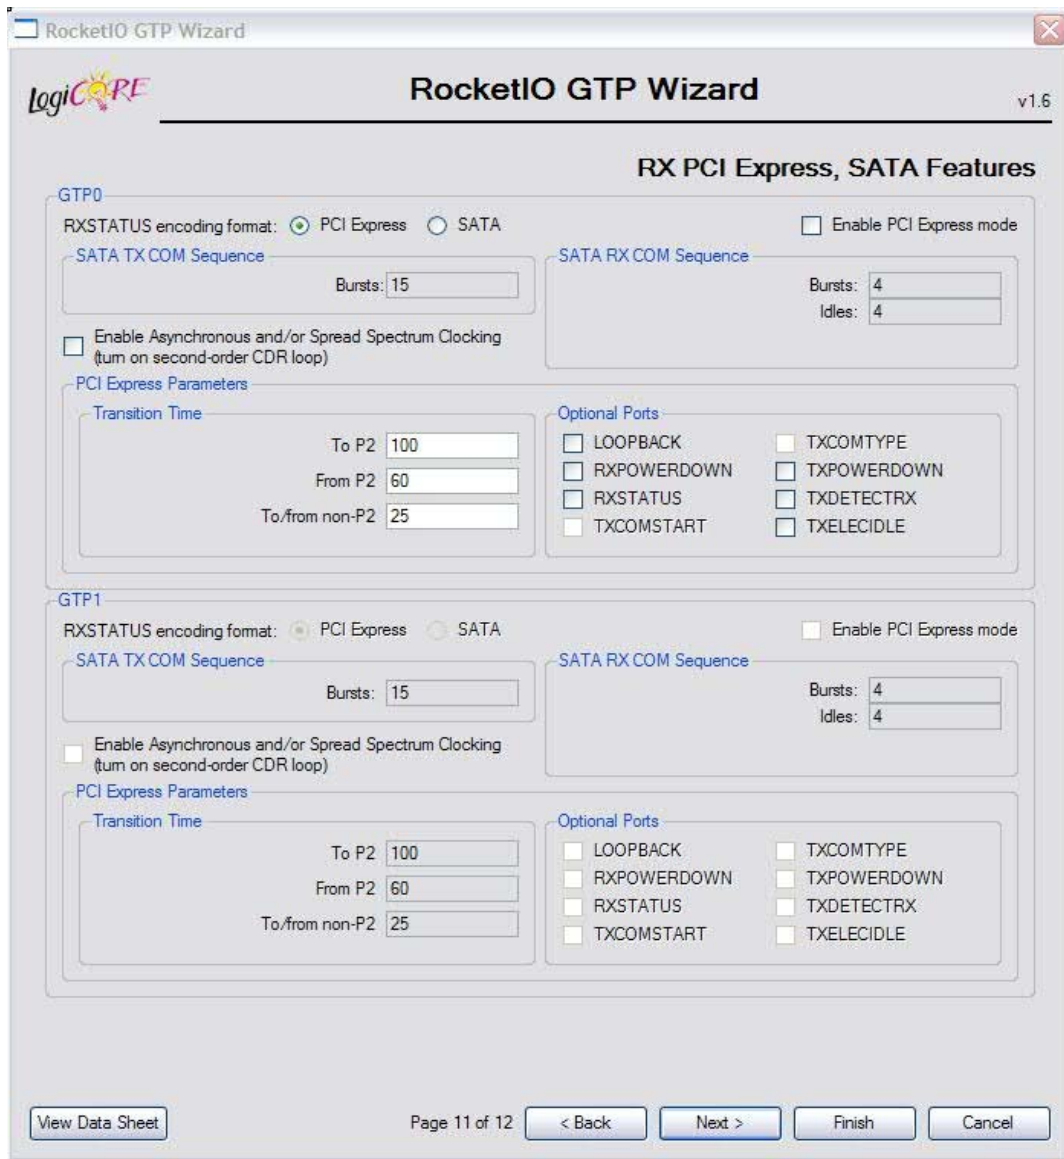 RocketIO GTP Wizard
LogiCORE
RocketIO GTP Wizard
v1.6
RX PCI Express, SATA Features
GTP0
RXSTATUS encoding format: PCI Express SATA
Enable PCI Express mode
SATA TX COM Sequence
Bursts: 15
SATA RX COM Sequence
Bursts: 4
Idles: 4
Enable Asynchronous and/or Spread Spectrum Clocking
(turn on second-order CDR loop)
PCI Express Parameters
Transition Time
To P2 100
From P2 60
To/from non-P2 25
Optional Ports
LOOPBACK TXCOMTYPE
RXPOWERDOWN TXPOWERDOWN
RXSTATUS TXDETECTRX
TXCOMSTART TXELECIDLE
GTP1
RXSTATUS encoding format: PCI Express SATA
Enable PCI Express mode
SATA TX COM Sequence
Bursts: 15
SATA RX COM Sequence
Bursts: 4
Idles: 4
Enable Asynchronous and/or Spread Spectrum Clocking
(turn on second-order CDR loop)
PCI Express Parameters
Transition Time
To P2 100
From P2 60
To/from non-P2 25
Optional Ports
LOOPBACK TXCOMTYPE
RXPOWERDOWN TXPOWERDOWN
RXSTATUS TXDETECTRX
TXCOMSTART TXELECIDLE
View Data Sheet Page 11 of 12 < Back Next > Finish Cancel